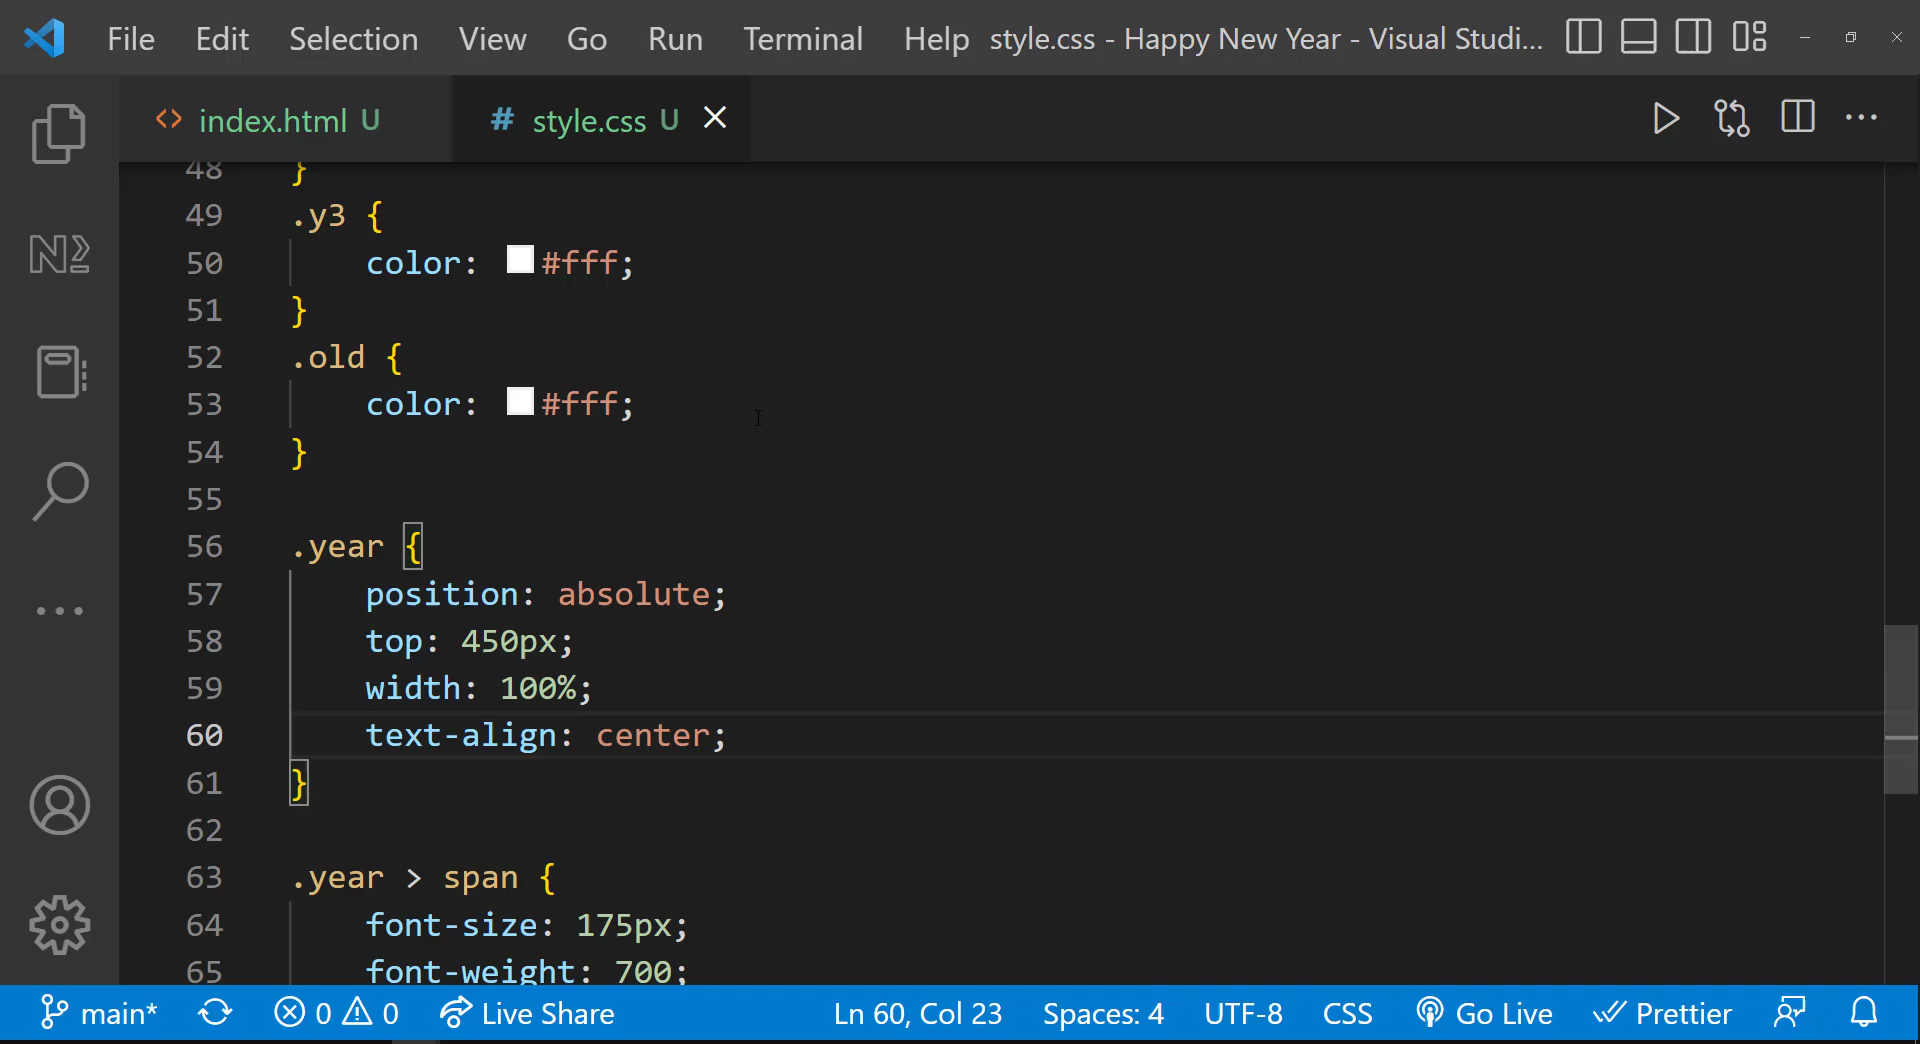 File Edit Selection View Go Run Terminal Help style.css - Happy New Year - Visual Studi...
index.html U # style.css U
48 }
49 .y3 {
50 color: #fff;
51 }
52 .old {
53 color: #fff;
54 }
55
56 .year {
57 position: absolute;
58 top: 450px;
59 width: 100%;
60 text-align: center;
61 }
62
63 .year > span {
64 font-size: 175px;
65 font-weight: 700;
main* 0 0 Live Share Ln 60, Col 23 Spaces: 4 UTF-8 CSS Go Live Prettier